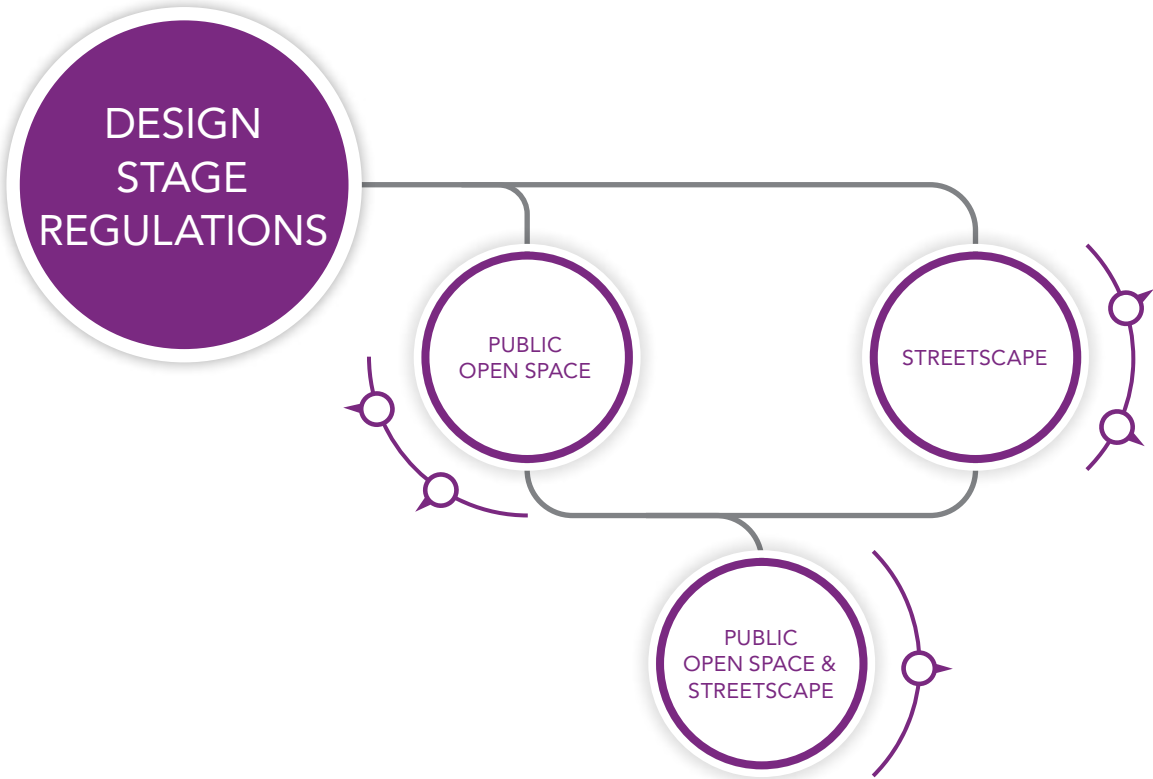 DESIGN
STAGE
REGULATIONS
PUBLIC
OPEN SPACE
STREETSCAPE
PUBLIC
OPEN SPACE &
STREETSCAPE